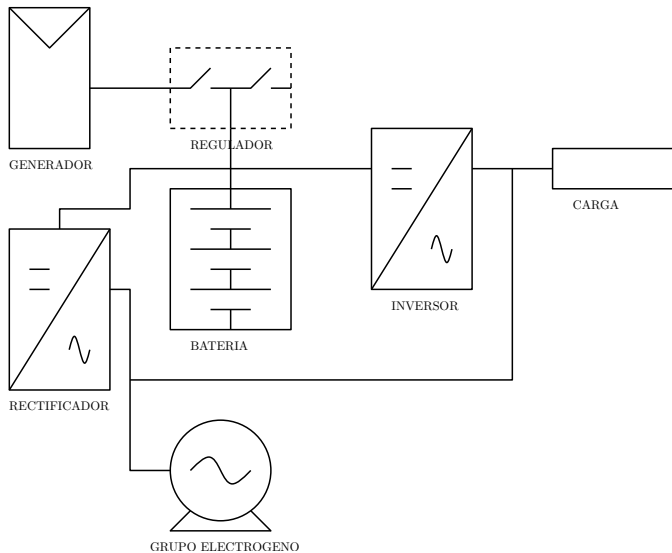 REGULADOR
GENERADOR
CARGA
INVERSOR
BATERIA
RECTIFICADOR
GRUPO ELECTROGENO